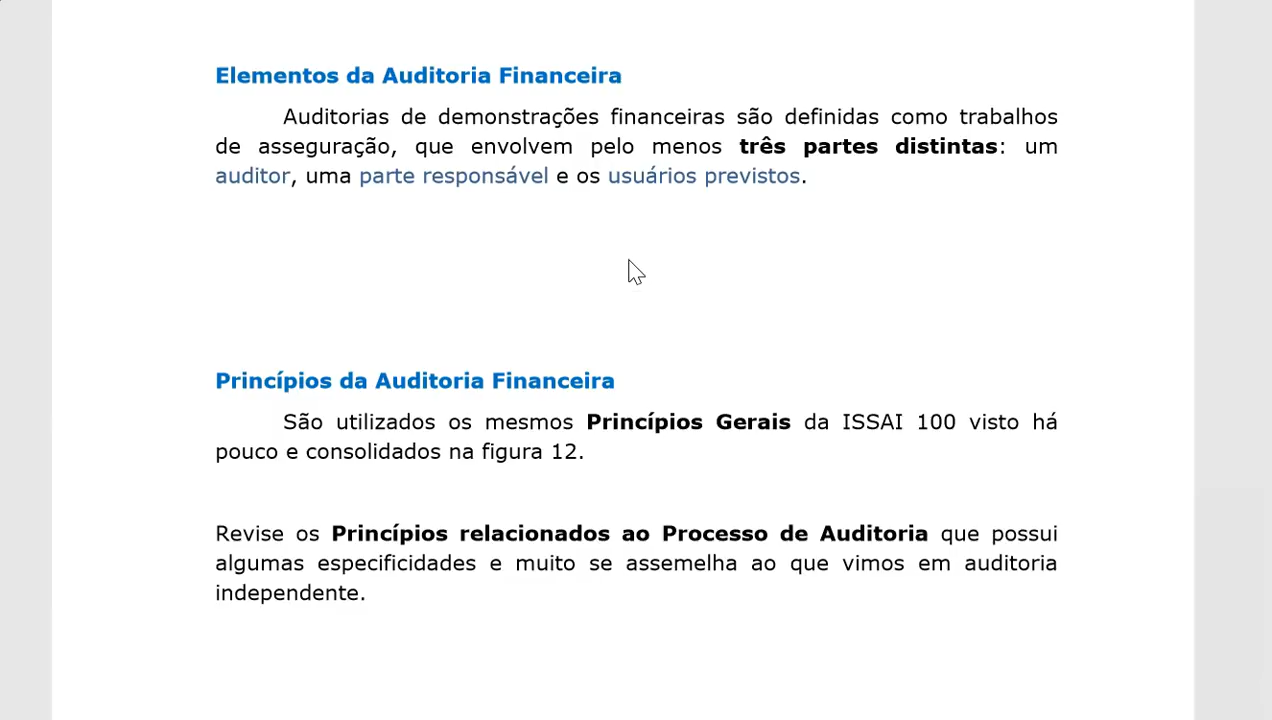 Elementos da Auditoria Financeira
Auditorias de demonstrações financeiras são definidas como trabalhos
de asseguração, que envolvem pelo menos três partes distintas: um
auditor, uma parte responsável e os usuários previstos.
Princípios da Auditoria Financeira
São utilizados os mesmos Princípios Gerais da ISSAI 100 visto há
pouco e consolidados na figura 12.
Revise os Princípios relacionados ao Processo de Auditoria que possui
algumas especificidades e muito se assemelha ao que vimos em auditoria
independente.